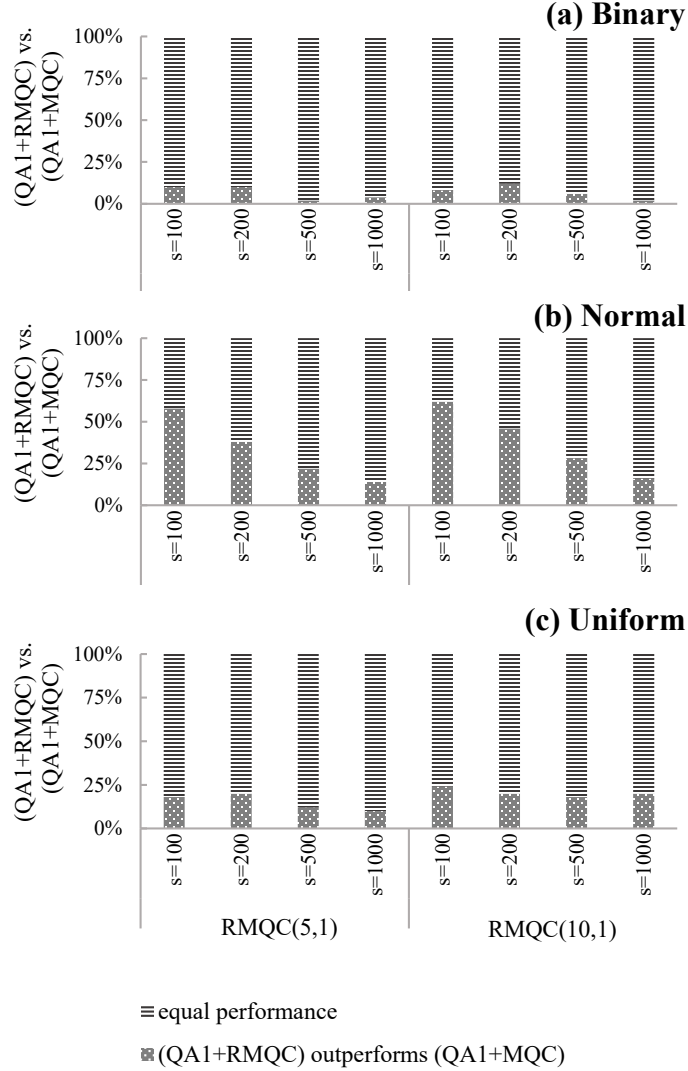 (a) Binary
(QA1+RMQC) vs.
(QA1+MQC)
100%
75%
50%
25%
0%
s=100
s=200
s=500
s=1000
s=100
s=200
s=500
s=1000
(b) Normal
(QA1+RMQC) vs.
(QA1+MQC)
100%
75%
50%
25%
0%
s=100
s=200
s=500
s=1000
s=100
s=200
s=500
s=1000
(c) Uniform
(QA1+RMQC) vs.
(QA1+MQC)
100%
75%
50%
25%
0%
s=100
s=200
s=500
s=1000
s=100
s=200
s=500
s=1000
RMQC(5,1)
RMQC(10,1)
equal performance
(QA1+RMQC) outperforms (QA1+MQC)